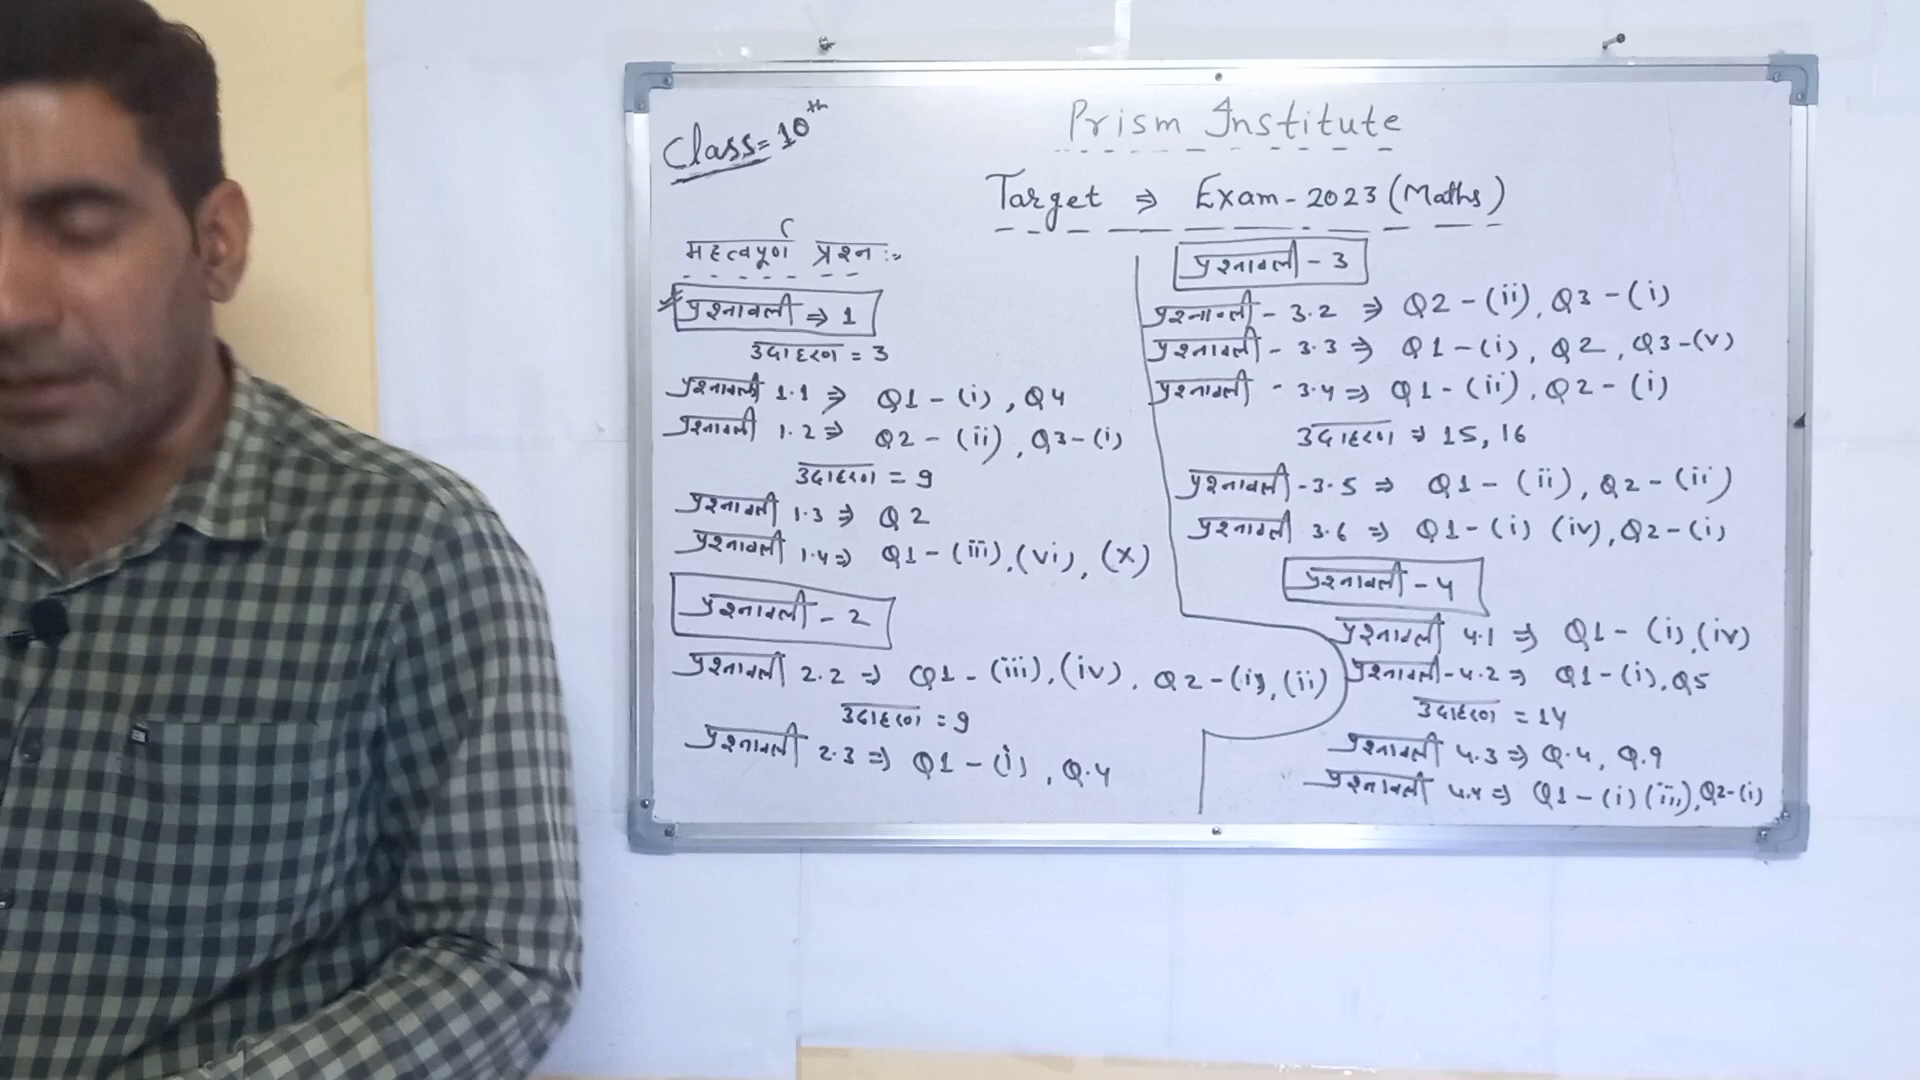 Class = 10th
Prism Institute
Target ⇒ Exam - 2023 (Maths)
महत्वपूर्ण प्रश्न :-
प्रश्नावली ⇒ 1
उदाहरण = 3
प्रश्नावली 1.1 ⇒ Q1 - (i), Q4
प्रश्नावली 1.2 ⇒ Q2 - (ii), Q3 - (i)
उदाहरण = 9
प्रश्नावली 1.3 ⇒ Q2
प्रश्नावली 1.4 ⇒ Q1 - (iii), (vi), (x)
प्रश्नावली - 2
प्रश्नावली 2.2 ⇒ Q1 - (iii), (iv), Q2 - (i), (ii)
उदाहरण = 9
प्रश्नावली 2.3 ⇒ Q1 - (i), Q.4
प्रश्नावली - 3
प्रश्नावली - 3.2 ⇒ Q2 - (ii), Q3 - (i)
प्रश्नावली - 3.3 ⇒ Q1 - (i), Q2, Q3 - (v)
प्रश्नावली - 3.4 ⇒ Q1 - (ii), Q2 - (i)
उदाहरण ⇒ 15, 16
प्रश्नावली - 3.5 ⇒ Q1 - (ii), Q2 - (ii)
प्रश्नावली 3.6 ⇒ Q1 - (i) (iv), Q2 - (i)
प्रश्नावली - 4
प्रश्नावली 4.1 ⇒ Q1 - (i), (iv)
प्रश्नावली - 4.2 ⇒ Q1 - (i), Q5
उदाहरण = 14
प्रश्नावली 4.3 ⇒ Q.4, Q.9
प्रश्नावली 4.4 ⇒ Q1 - (i) (iii), Q2 - (i)